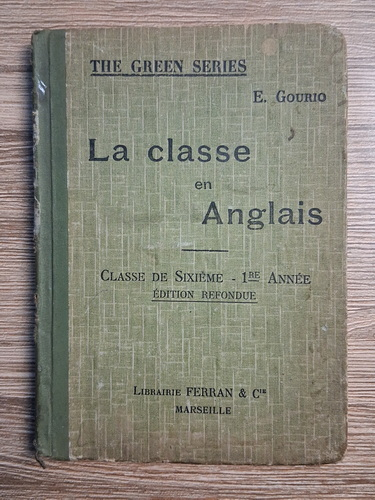 THE GREEN SERIES
E. GOURIO
La classe
en
Anglais
CLASSE DE SIXIÈME - 1RE ANNÉE
ÉDITION REFONDUE
LIBRAIRIE FERRAN & CIE
MARSEILLE